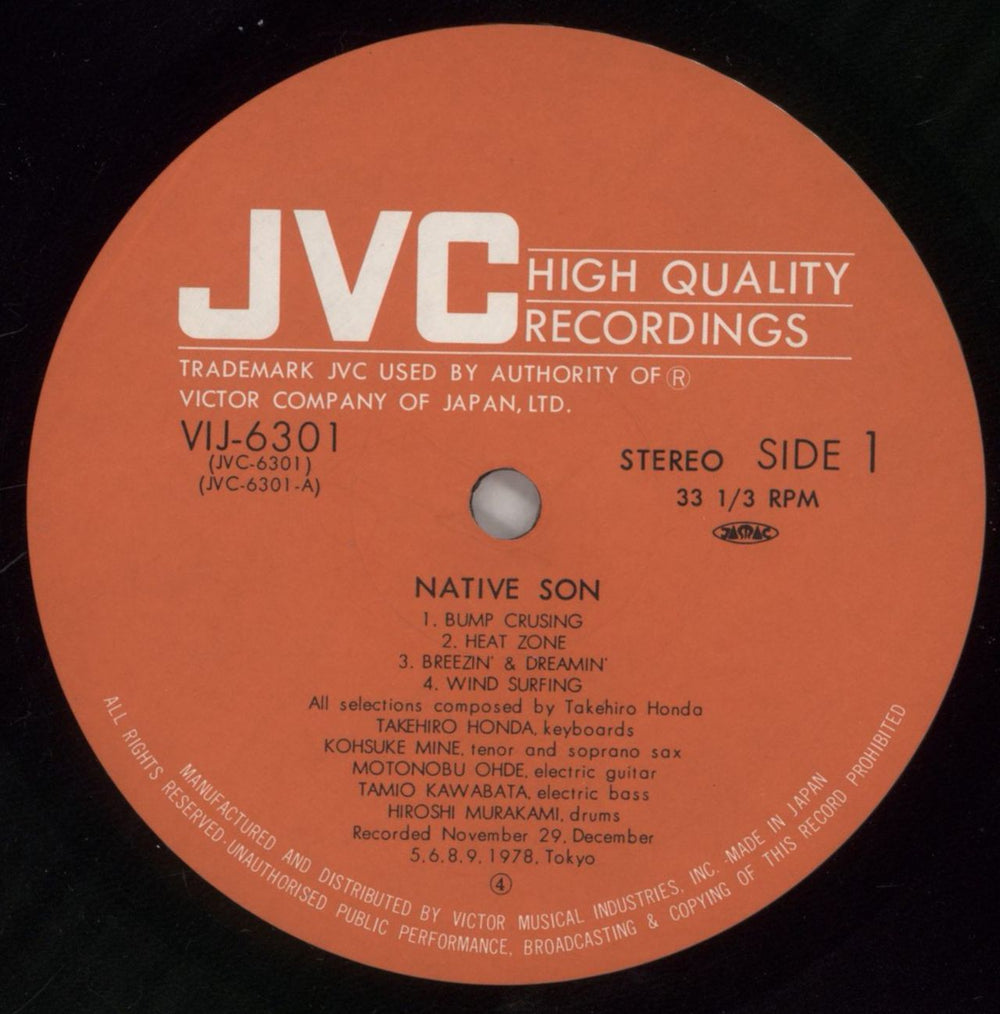 JVC
HIGH QUALITY
RECORDINGS
TRADEMARK JVC USED BY AUTHORITY OF ®
VICTOR COMPANY OF JAPAN, LTD.
VIJ-6301
(JVC-6301)
(JVC-6301-A)
STEREO SIDE 1
33 1/3 RPM
JASRAC
NATIVE SON
1. BUMP CRUSING
2. HEAT ZONE
3. BREEZIN' & DREAMIN'
4. WIND SURFING
All selections composed by Takehiro Honda
TAKEHIRO HONDA, keyboards
KOHSUKE MINE, tenor and soprano sax
MOTONOBU OHDE, electric guitar
TAMIO KAWABATA, electric bass
HIROSHI MURAKAMI, drums
Recorded November 29, December
5, 6, 8, 9, 1978, Tokyo
④
MANUFACTURED AND DISTRIBUTED BY VICTOR MUSICAL INDUSTRIES, INC. ·MADE IN JAPAN
ALL RIGHTS RESERVED·UNAUTHORISED PUBLIC PERFORMANCE, BROADCASTING & COPYING OF THIS RECORD PROHIBITED